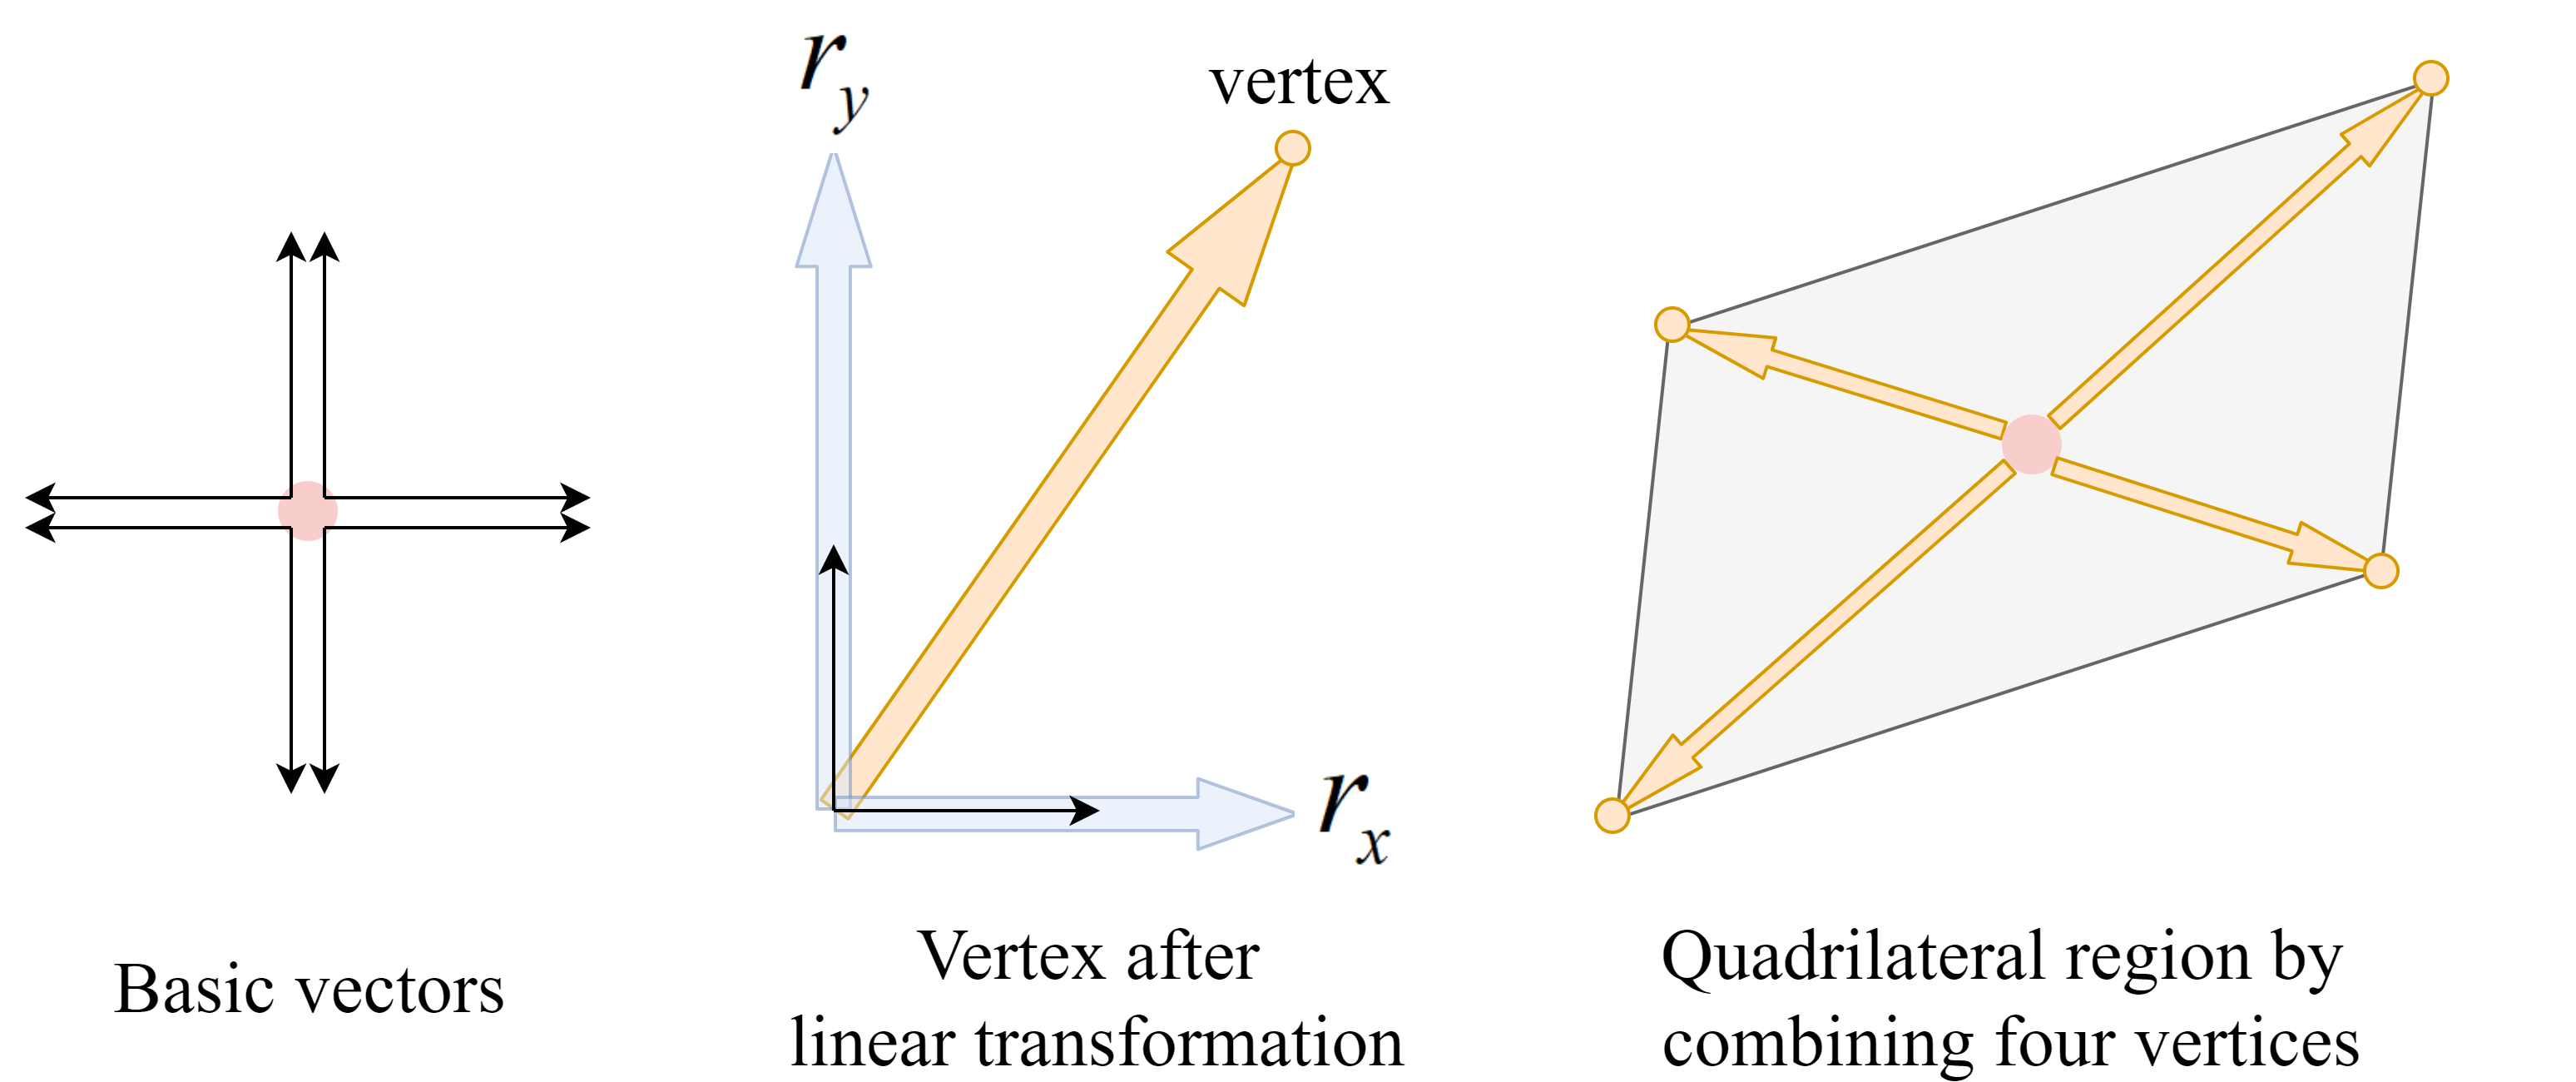 r_y
vertex
r_x
Basic vectors
Vertex after
linear transformation
Quadrilateral region by
combining four vertices